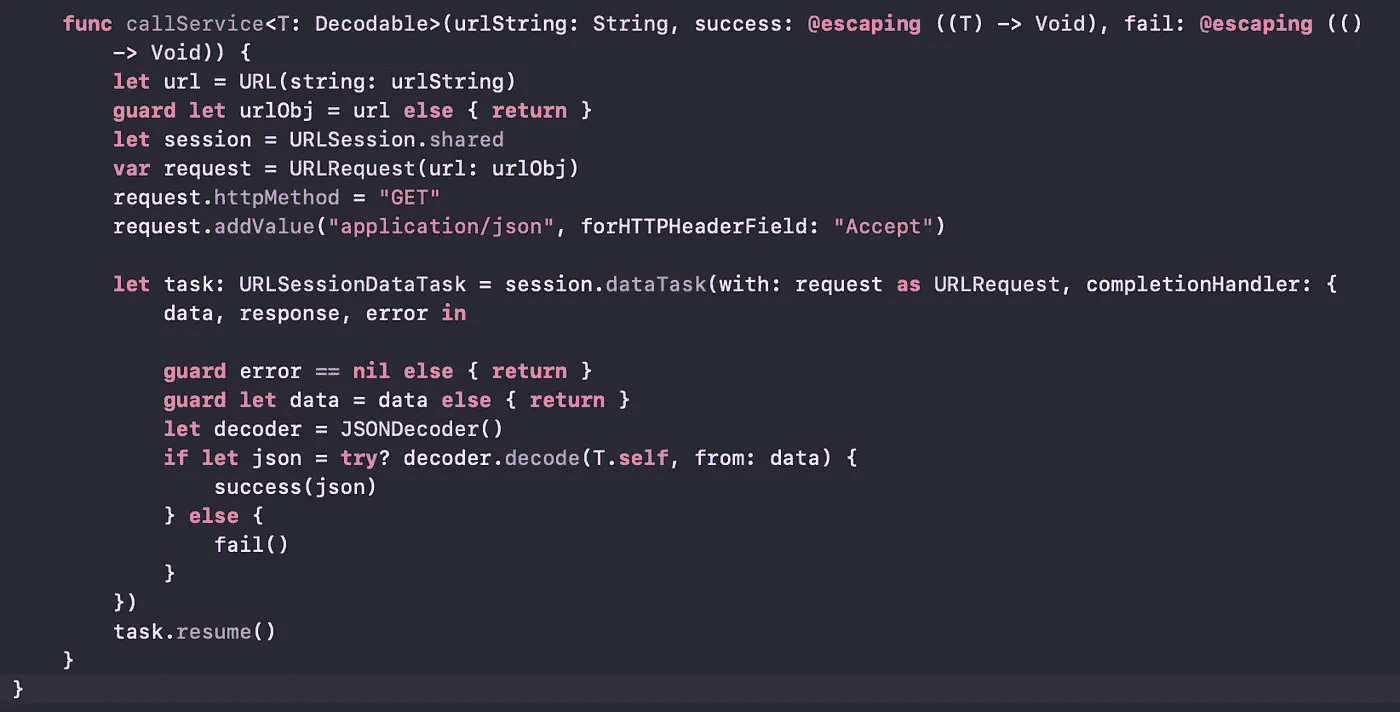 func callService<T: Decodable>(urlString: String, success: @escaping ((T) -> Void), fail: @escaping (()
-> Void)) {
let url = URL(string: urlString)
guard let urlObj = url else { return }
let session = URLSession.shared
var request = URLRequest(url: urlObj)
request.httpMethod = "GET"
request.addValue("application/json", forHTTPHeaderField: "Accept")
let task: URLSessionDataTask = session.dataTask(with: request as URLRequest, completionHandler: {
data, response, error in
guard error == nil else { return }
guard let data = data else { return }
let decoder = JSONDecoder()
if let json = try? decoder.decode(T.self, from: data) {
success(json)
} else {
fail()
}
})
task.resume()
}
}